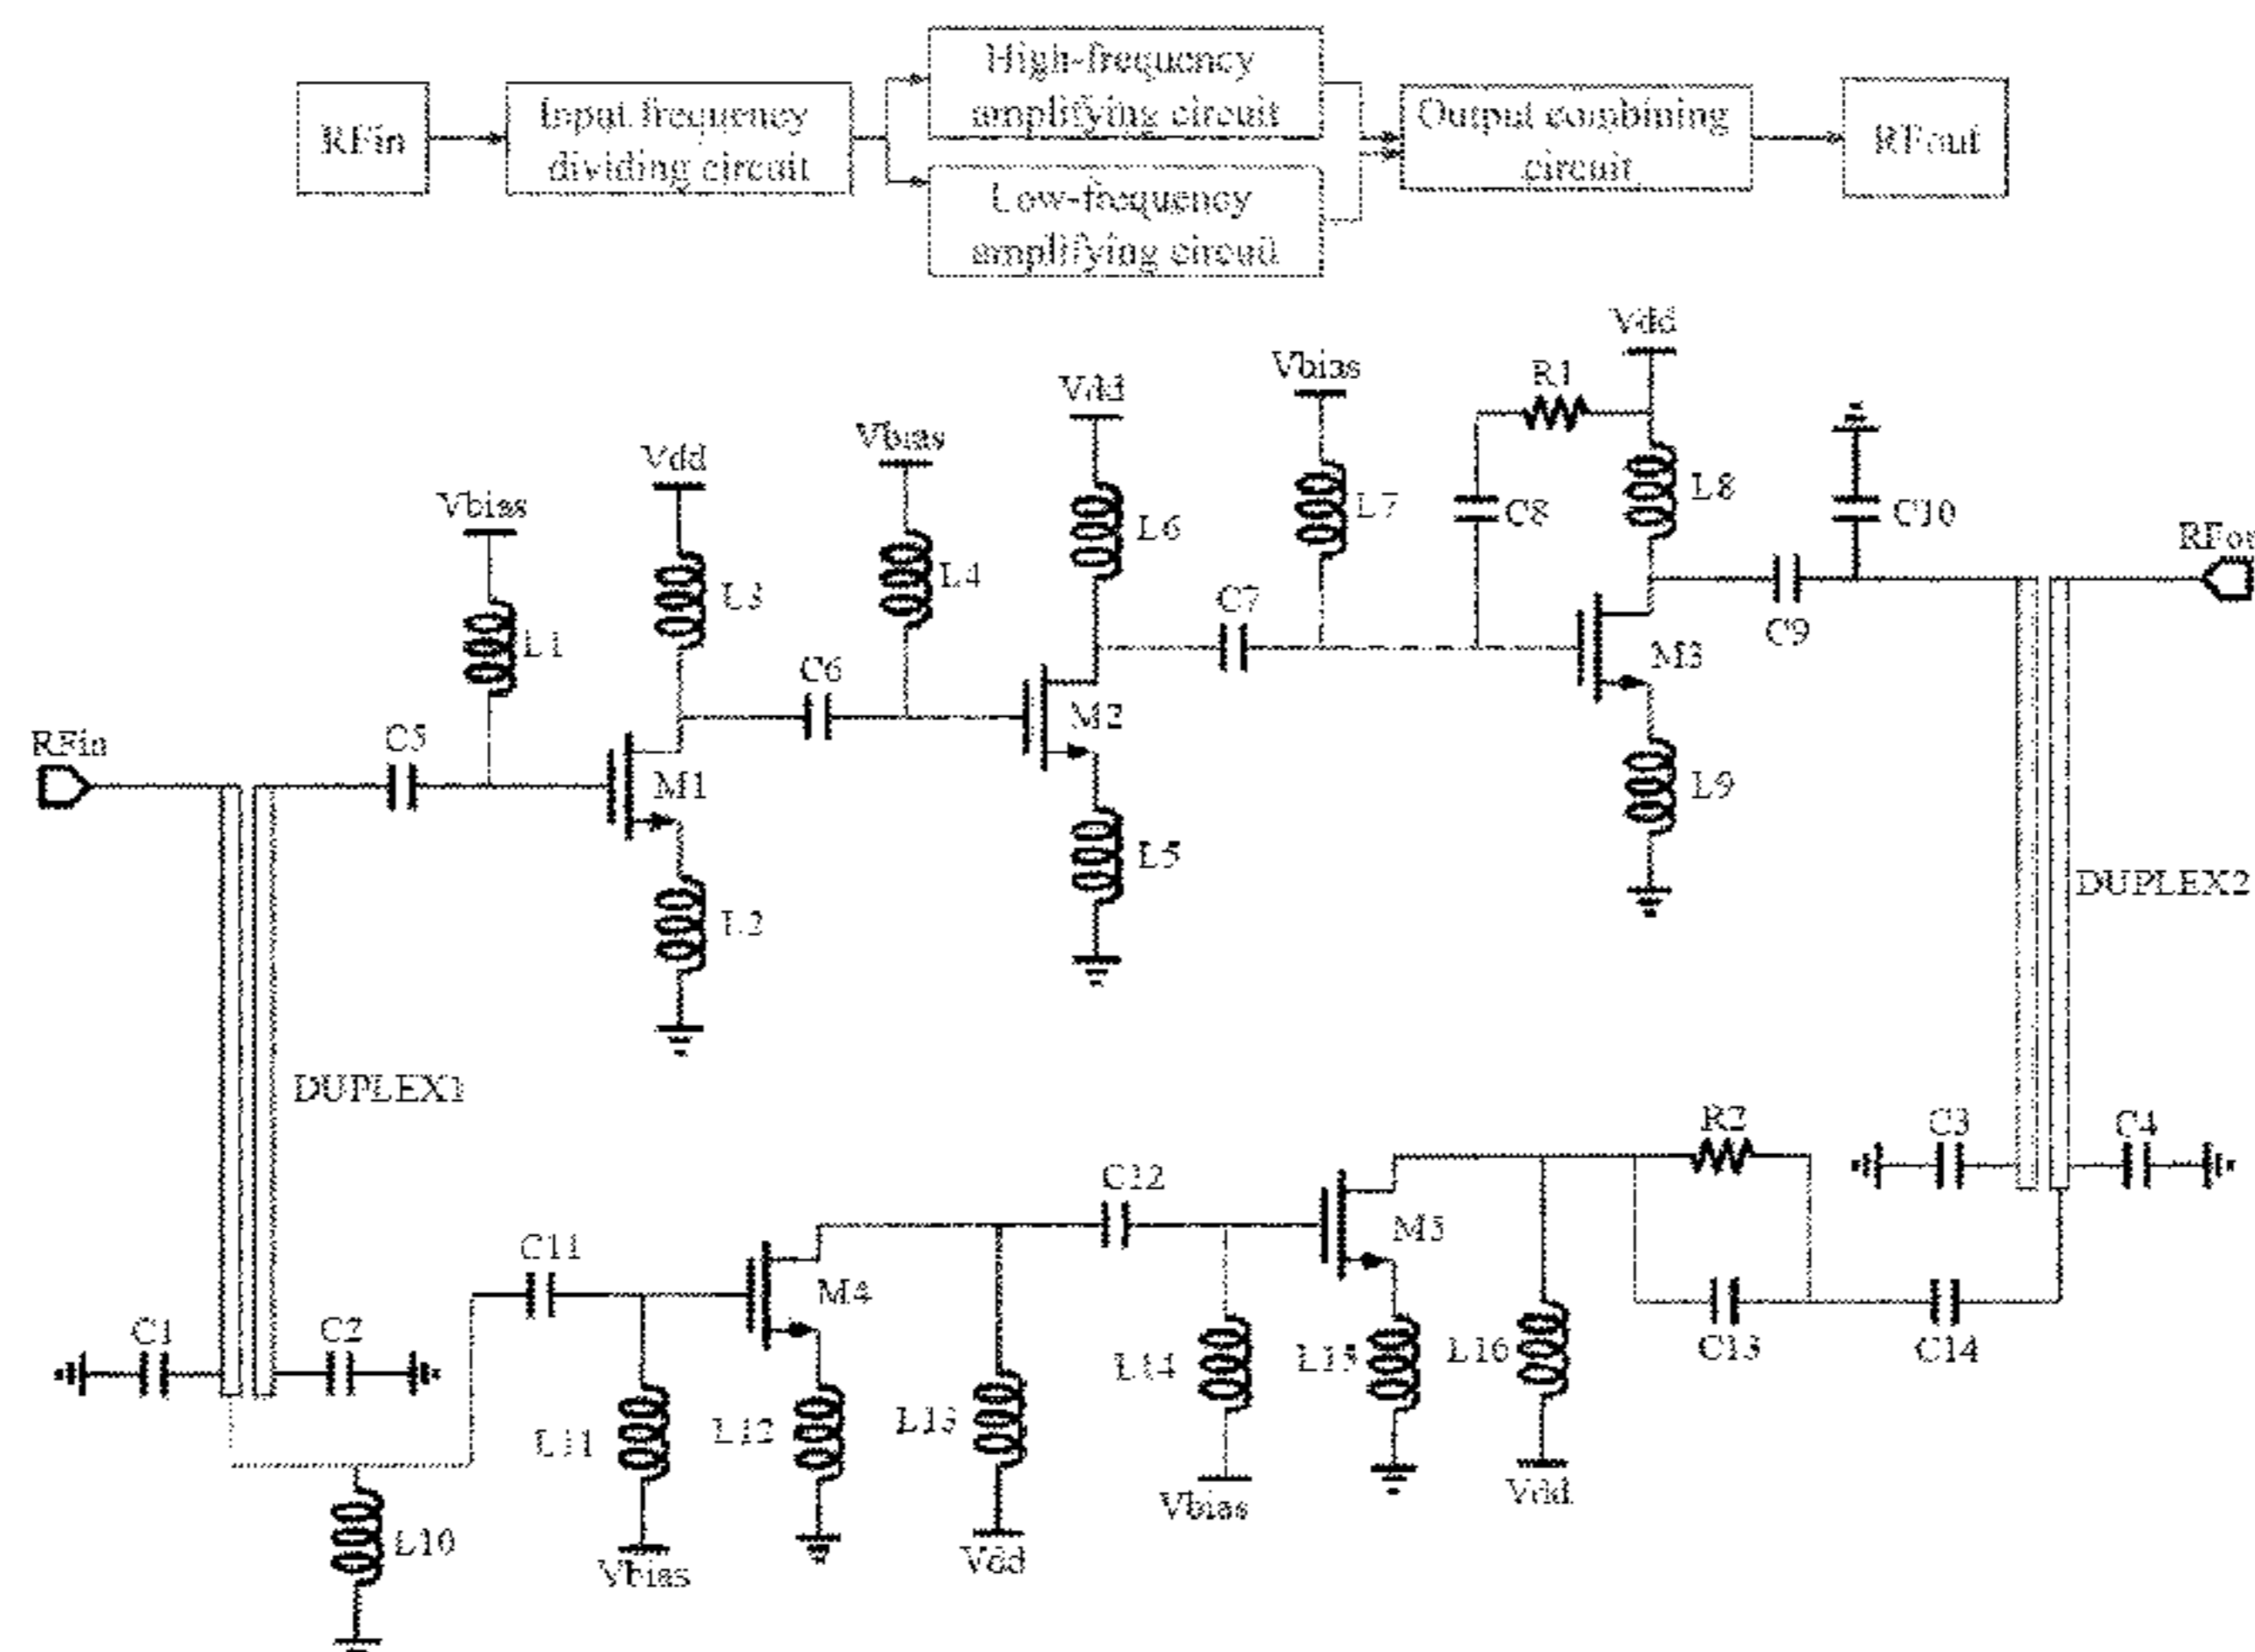 High-frequency
amplifying circuit
RFin
Input frequency
dividing circuit
Output combining
circuit
RFout
Low-frequency
amplifying circuit
Vdd
R1
Vbias
Vdd
Vbias
Vdd
Vbias
L8
C8
C10
L7
L6
RFou
L4
L3
C7
C9
L1
C6
M3
M2
RFin
C5
M1
L9
L5
DUPLEX2
L2
DUPLEX1
R2
C3
C4
C12
M5
C11
M4
C1
C2
L14
L15
L16
C13
C14
L11
L12
L13
Vdd
Vbias
L10
Vbias
Vdd